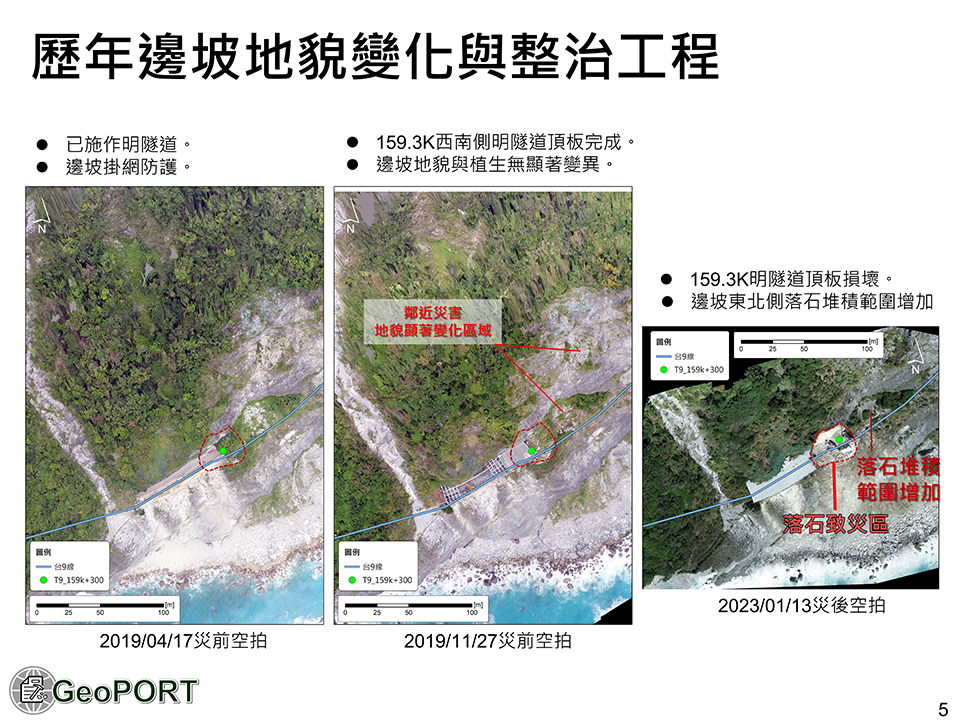 歷年邊坡地貌變化與整治工程
● 已施作明隧道。
● 邊坡掛網防護。
● 159.3K西南側明隧道頂板完成。
● 邊坡地貌與植生無顯著變異。
● 159.3K明隧道頂板損壞。
● 邊坡東北側落石堆積範圍增加
N
圖例
台9線
T9_159k+300
0 25 50 100 [m]
2019/04/17災前空拍
N
鄰近災害
地貌顯著變化區域
圖例
台9線
T9_159k+300
0 25 50 100 [m]
2019/11/27災前空拍
圖例
台9線
T9_159k+300
0 25 50 100 [m]
N
落石堆積
範圍增加
落石致災區
2023/01/13災後空拍
GeoPORT
5